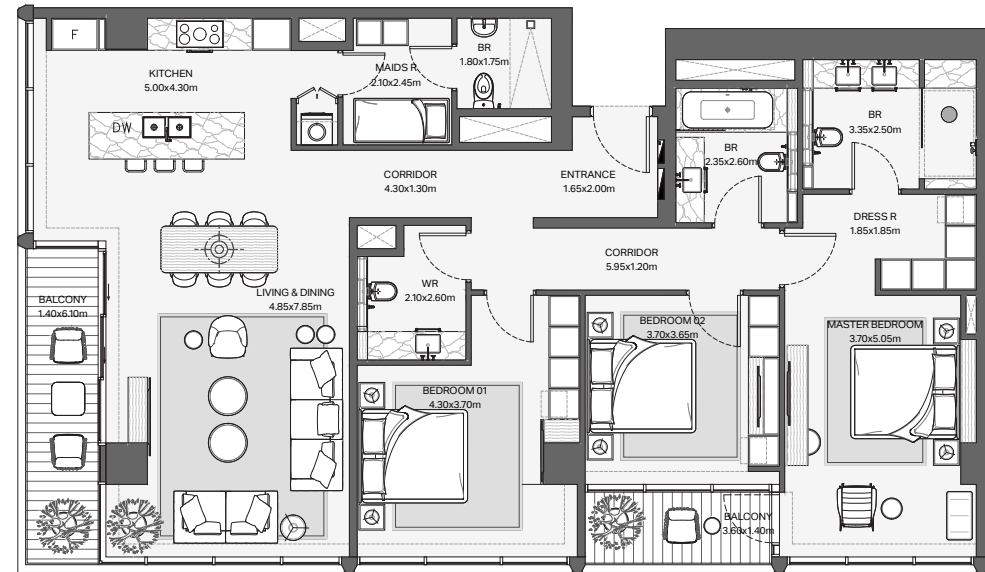 F
KITCHEN
5.00x4.30m
MAIDS R
2.10x2.45m
BR
1.80x1.75m
DW
CORRIDOR
4.30x1.30m
ENTRANCE
1.65x2.00m
BR
2.35x2.60m
BR
3.35x2.50m
DRESS R
1.85x1.85m
CORRIDOR
5.95x1.20m
WR
2.10x2.60m
LIVING & DINING
4.85x7.85m
BALCONY
1.40x6.10m
BEDROOM 02
3.70x3.65m
MASTER BEDROOM
3.70x5.05m
BEDROOM 01
4.30x3.70m
BALCONY
3.60x1.40m